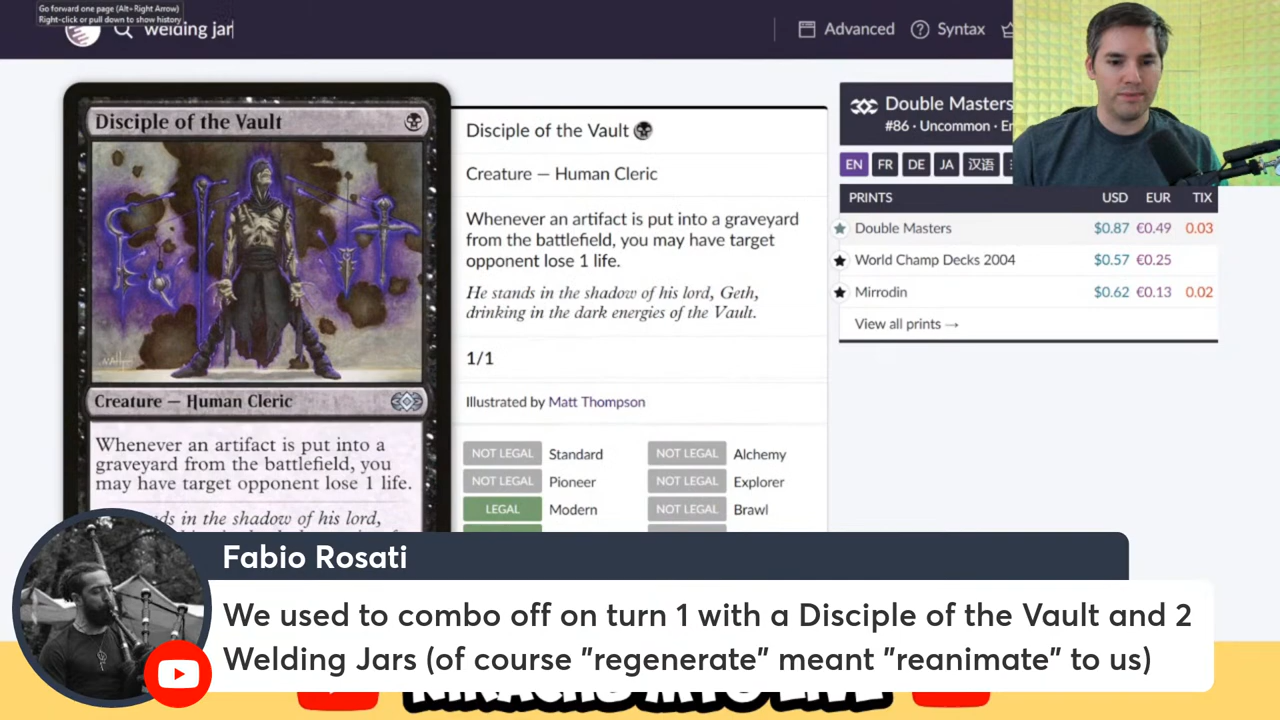 Go forward one page (Alt+Right Arrow)
Right-click or pull down to show history
welding jar
Advanced
Syntax
Disciple of the Vault
Creature — Human Cleric
Whenever an artifact is put into a
graveyard from the battlefield, you
may have target opponent lose 1 life.
in the shadow of his lord,
Disciple of the Vault
Creature — Human Cleric
Whenever an artifact is put into a graveyard
from the battlefield, you may have target
opponent lose 1 life.
He stands in the shadow of his lord, Geth,
drinking in the dark energies of the Vault.
1/1
Illustrated by Matt Thompson
NOT LEGAL Standard NOT LEGAL Alchemy
NOT LEGAL Pioneer NOT LEGAL Explorer
LEGAL Modern NOT LEGAL Brawl
Double Masters
#86 · Uncommon ·
EN FR DE JA 汉语
PRINTS USD EUR TIX
Double Masters $0.87 €0.49 0.03
World Champ Decks 2004 $0.57 €0.25
Mirrodin $0.62 €0.13 0.02
View all prints →
Fabio Rosati
We used to combo off on turn 1 with a Disciple of the Vault and 2
Welding Jars (of course "regenerate" meant "reanimate" to us)